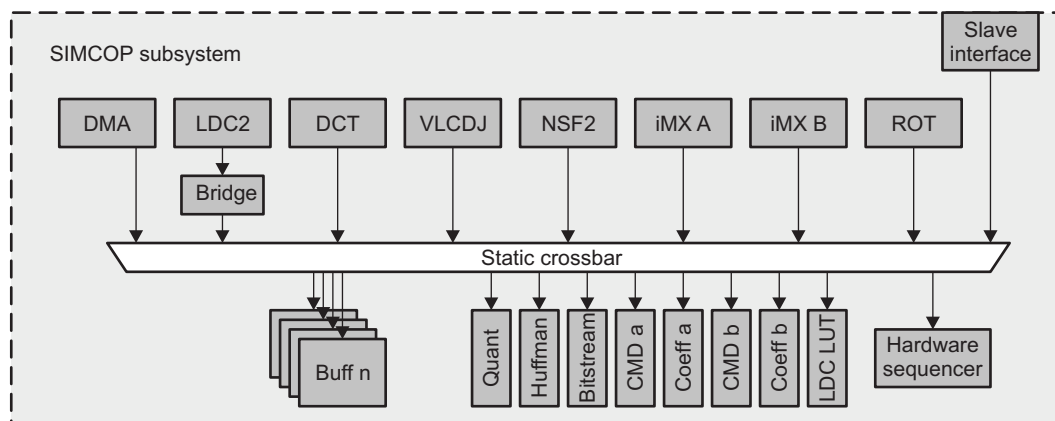 Slave
interface
SIMCOP subsystem
DMA
LDC2
DCT
VLCDJ
NSF2
iMX A
iMX B
ROT
Bridge
Static crossbar
Buff n
Quant
Huffman
Bitstream
CMD a
Coeff a
CMD b
Coeff b
LDC LUT
Hardware
sequencer